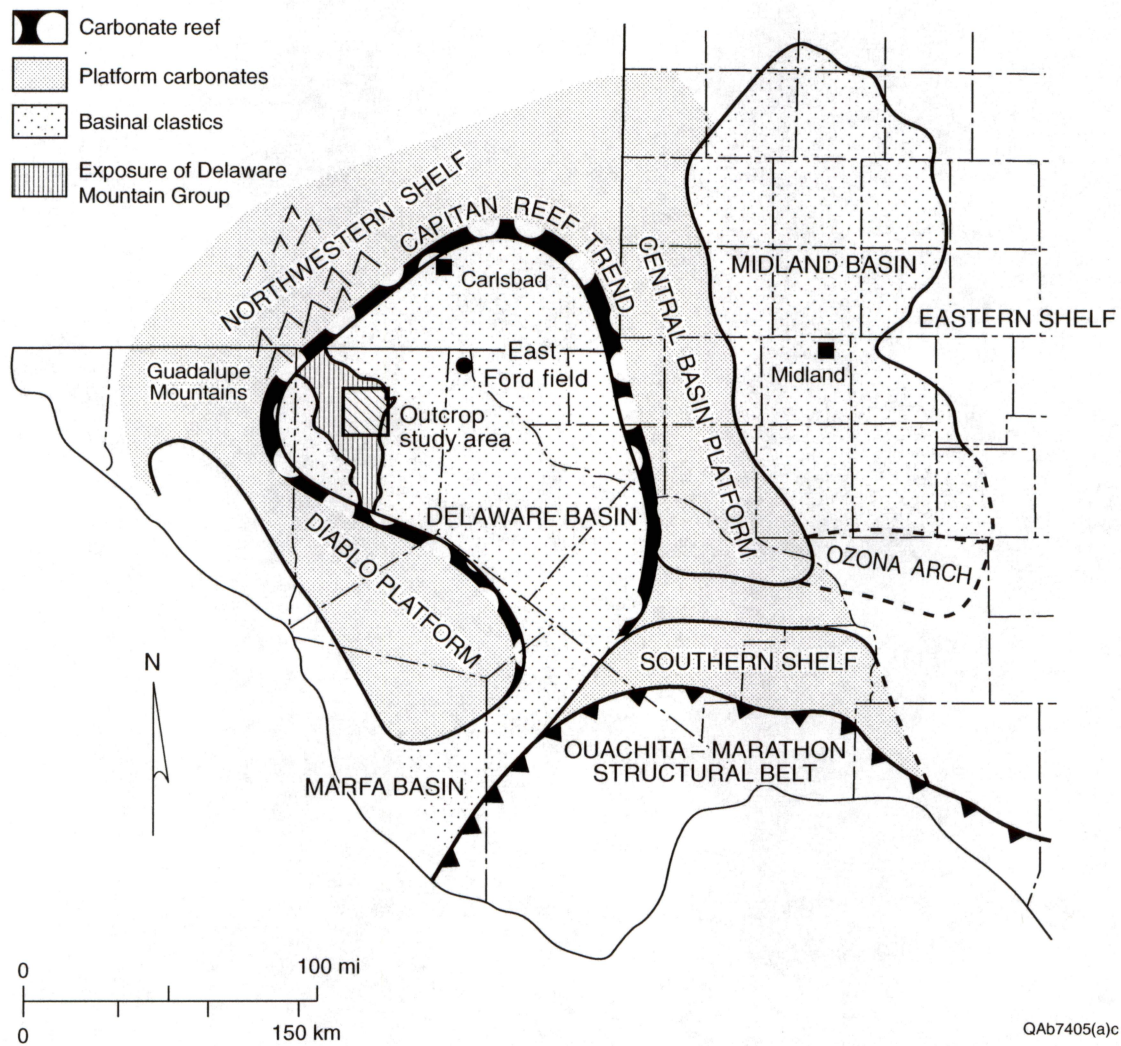 Carbonate reef
Platform carbonates
Basinal clastics
Exposure of Delaware
Mountain Group
NORTHWESTERN SHELF
CAPITAN REEF TREND
Carlsbad
CENTRAL BASIN PLATFORM
MIDLAND BASIN
EASTERN SHELF
Guadalupe
Mountains
East
Ford field
Midland
Outcrop
study area
DELAWARE BASIN
DIABLO PLATFORM
OZONA ARCH
N
SOUTHERN SHELF
OUACHITA – MARATHON
STRUCTURAL BELT
MARFA BASIN
0
100 mi
0
150 km
QAb7405(a)c